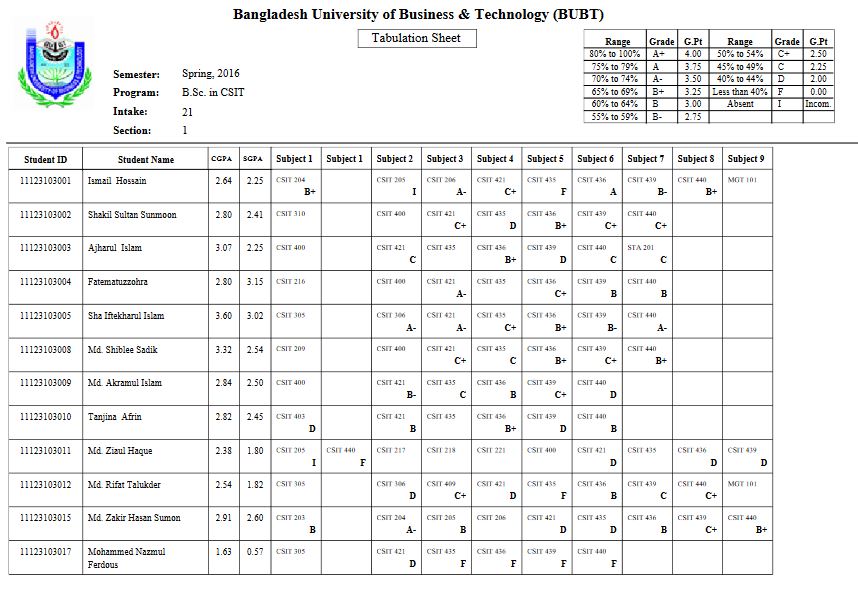 Bangladesh University of Business & Technology (BUBT)
Tabulation Sheet
Semester: Spring, 2016
Program: B.Sc. in CSIT
Intake: 21
Section: 1
Range Grade G.Pt Range Grade G.Pt
80% to 100% A+ 4.00 50% to 54% C+ 2.50
75% to 79% A 3.75 45% to 49% C 2.25
70% to 74% A- 3.50 40% to 44% D 2.00
65% to 69% B+ 3.25 Less than 40% F 0.00
60% to 64% B 3.00 Absent I Incom.
55% to 59% B- 2.75
Student ID Student Name CGPA SGPA Subject 1 Subject 1 Subject 2 Subject 3 Subject 4 Subject 5 Subject 6 Subject 7 Subject 8 Subject 9
11123103001 Ismail Hossain 2.64 2.25 CSIT 204 CSIT 205 CSIT 206 CSIT 421 CSIT 435 CSIT 436 CSIT 439 CSIT 440 MGT 101
B+ I A- C+ F A B- B+
11123103002 Shakil Sultan Sunmoon 2.80 2.41 CSIT 310 CSIT 400 CSIT 421 CSIT 435 CSIT 436 CSIT 439 CSIT 440
C+ D B+ C+ C+
11123103003 Ajharul Islam 3.07 2.25 CSIT 400 CSIT 421 CSIT 435 CSIT 436 CSIT 439 CSIT 440 STA 201
C B+ D C C
11123103004 Fatematuzzohra 2.80 3.15 CSIT 216 CSIT 400 CSIT 421 CSIT 435 CSIT 436 CSIT 439 CSIT 440
A- C+ B B
11123103005 Sha Iftekharul Islam 3.60 3.02 CSIT 305 CSIT 306 CSIT 421 CSIT 435 CSIT 436 CSIT 439 CSIT 440
A- A- C+ B+ B- A-
11123103008 Md. Shiblee Sadik 3.32 2.54 CSIT 209 CSIT 400 CSIT 421 CSIT 435 CSIT 436 CSIT 439 CSIT 440
C+ C B+ C+ B+
11123103009 Md. Akramul Islam 2.84 2.50 CSIT 400 CSIT 421 CSIT 435 CSIT 436 CSIT 439 CSIT 440
B- C B C+ D
11123103010 Tanjina Afrin 2.82 2.45 CSIT 403 CSIT 421 CSIT 435 CSIT 436 CSIT 439 CSIT 440
D B B+ D B
11123103011 Md. Ziaul Haque 2.38 1.80 CSIT 205 CSIT 440 CSIT 217 CSIT 218 CSIT 221 CSIT 400 CSIT 421 CSIT 435 CSIT 436 CSIT 439
I F D D D
11123103012 Md. Rifat Talukder 2.54 1.82 CSIT 305 CSIT 306 CSIT 409 CSIT 421 CSIT 435 CSIT 436 CSIT 439 CSIT 440 MGT 101
D C+ D F B C C+
11123103015 Md. Zakir Hasan Sumon 2.91 2.60 CSIT 203 CSIT 204 CSIT 205 CSIT 206 CSIT 421 CSIT 435 CSIT 436 CSIT 439 CSIT 440
B A- B D D B C+ B+
11123103017 Mohammed Nazmul 1.63 0.57 CSIT 305 CSIT 421 CSIT 435 CSIT 436 CSIT 439 CSIT 440
Ferdous D F F F F